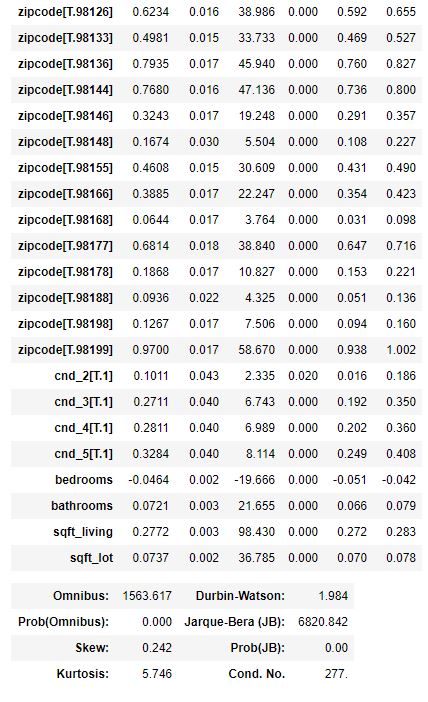 zipcode[T.98126] 0.6234 0.016 38.986 0.000 0.592 0.655
zipcode[T.98133] 0.4981 0.015 33.733 0.000 0.469 0.527
zipcode[T.98136] 0.7935 0.017 45.940 0.000 0.760 0.827
zipcode[T.98144] 0.7680 0.016 47.136 0.000 0.736 0.800
zipcode[T.98146] 0.3243 0.017 19.248 0.000 0.291 0.357
zipcode[T.98148] 0.1674 0.030 5.504 0.000 0.108 0.227
zipcode[T.98155] 0.4608 0.015 30.609 0.000 0.431 0.490
zipcode[T.98166] 0.3885 0.017 22.247 0.000 0.354 0.423
zipcode[T.98168] 0.0644 0.017 3.764 0.000 0.031 0.098
zipcode[T.98177] 0.6814 0.018 38.840 0.000 0.647 0.716
zipcode[T.98178] 0.1868 0.017 10.827 0.000 0.153 0.221
zipcode[T.98188] 0.0936 0.022 4.325 0.000 0.051 0.136
zipcode[T.98198] 0.1267 0.017 7.506 0.000 0.094 0.160
zipcode[T.98199] 0.9700 0.017 58.670 0.000 0.938 1.002
cnd_2[T.1] 0.1011 0.043 2.335 0.020 0.016 0.186
cnd_3[T.1] 0.2711 0.040 6.743 0.000 0.192 0.350
cnd_4[T.1] 0.2811 0.040 6.989 0.000 0.202 0.360
cnd_5[T.1] 0.3284 0.040 8.114 0.000 0.249 0.408
bedrooms -0.0464 0.002 -19.666 0.000 -0.051 -0.042
bathrooms 0.0721 0.003 21.655 0.000 0.066 0.079
sqft_living 0.2772 0.003 98.430 0.000 0.272 0.283
sqft_lot 0.0737 0.002 36.785 0.000 0.070 0.078
Omnibus: 1563.617 Durbin-Watson: 1.984
Prob(Omnibus): 0.000 Jarque-Bera (JB): 6820.842
Skew: 0.242 Prob(JB): 0.00
Kurtosis: 5.746 Cond. No. 277.